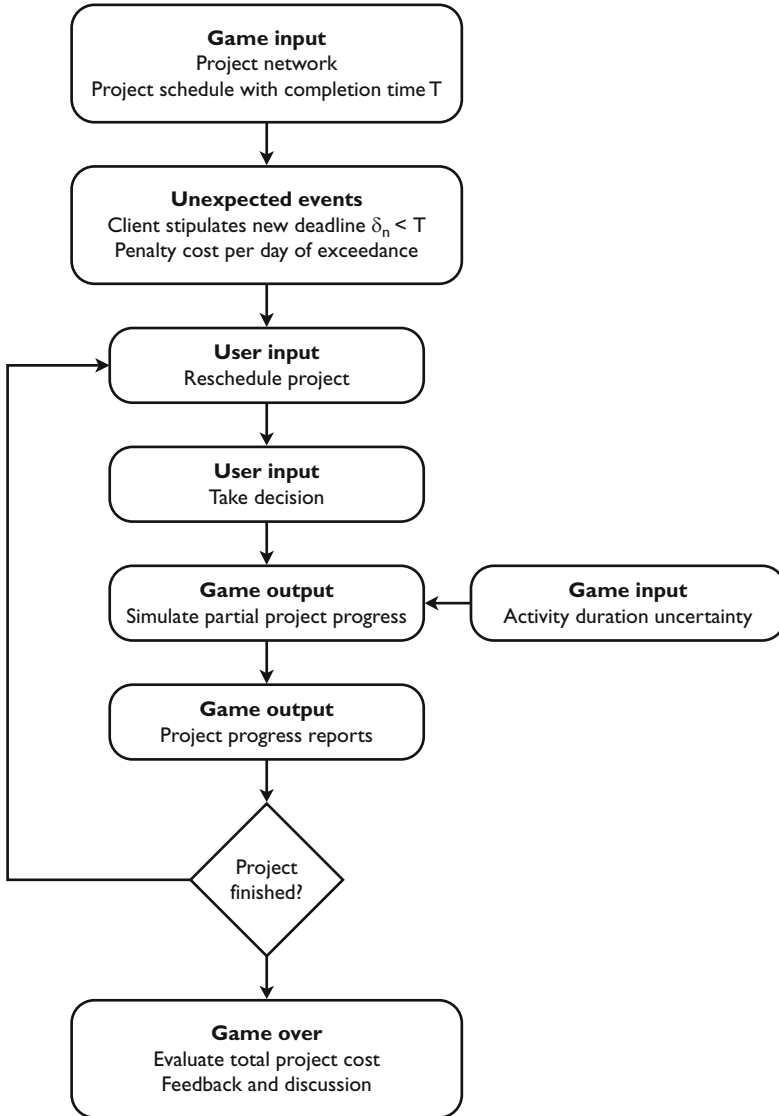 Game input
Project network
Project schedule with completion time T
Unexpected events
Client stipulates new deadline δₙ < T
Penalty cost per day of exceedance
User input
Reschedule project
User input
Take decision
Game output
Simulate partial project progress
Game input
Activity duration uncertainty
Game output
Project progress reports
Project
finished?
Game over
Evaluate total project cost
Feedback and discussion